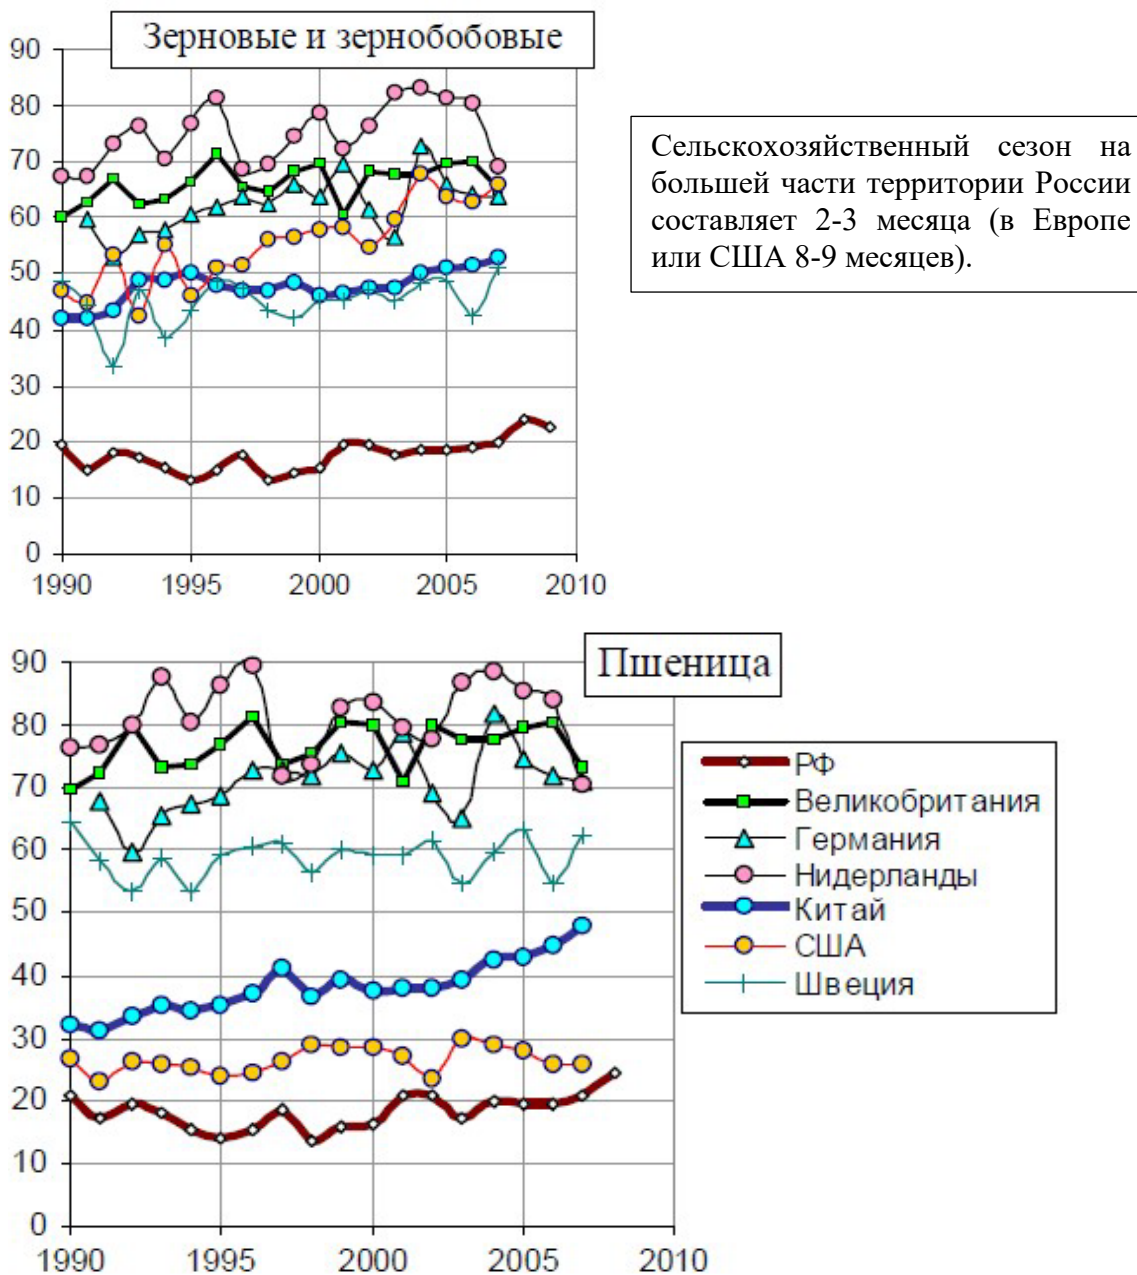 Зерновые и зернобобовые
90
80
70
60
50
40
30
20
10
0
1990 1995 2000 2005 2010
Сельскохозяйственный сезон на
большей части территории России
составляет 2-3 месяца (в Европе
или США 8-9 месяцев).
Пшеница
90
80
70
60
50
40
30
20
10
0
1990 1995 2000 2005 2010
РФ
Великобритания
Германия
Нидерланды
Китай
США
Швеция